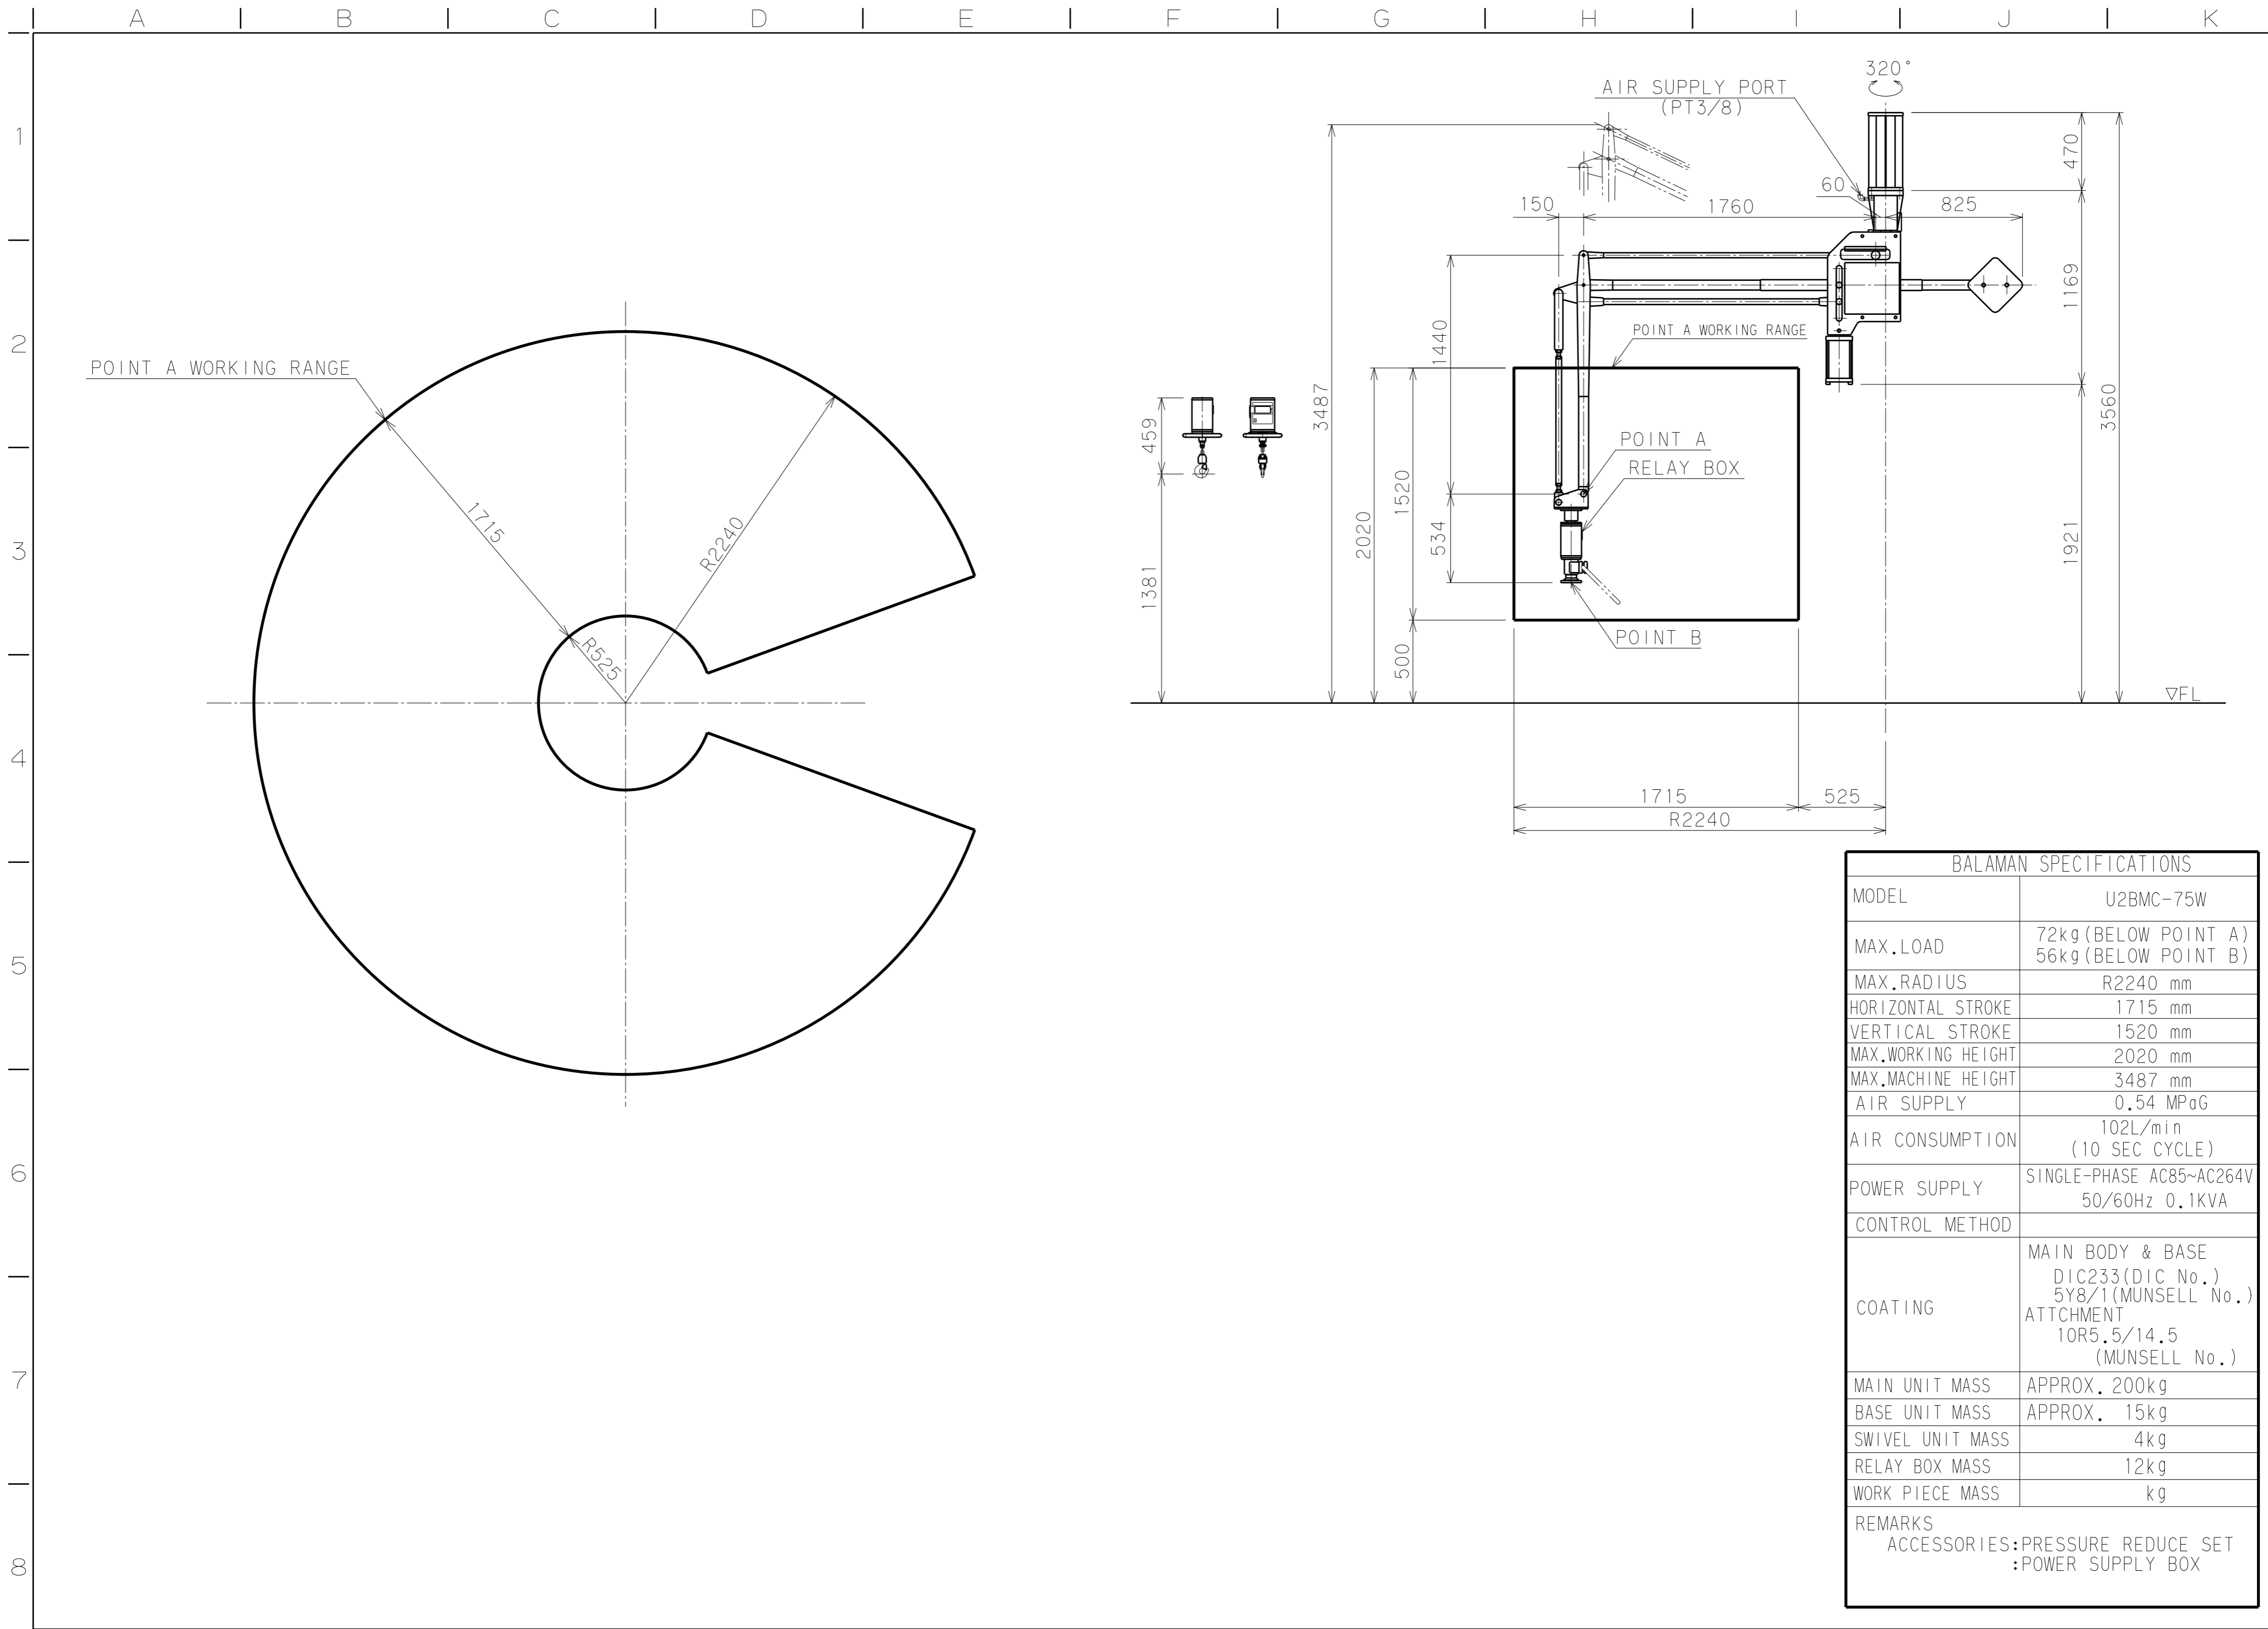 A B C D E F G H I J K
1
2
3
4
5
6
7
8
POINT A WORKING RANGE
1715
R2240
R525
320°
AIR SUPPLY PORT
(PT3/8)
60
150
1760
825
470
1169
1921
3560
3487
1440
534
2020
1520
500
459
1381
POINT A WORKING RANGE
POINT A
RELAY BOX
POINT B
▽FL
1715
525
R2240
BALAMAN SPECIFICATIONS
MODEL U2BMC-75W
MAX.LOAD 72kg(BELOW POINT A)
56kg(BELOW POINT B)
MAX.RADIUS R2240 mm
HORIZONTAL STROKE 1715 mm
VERTICAL STROKE 1520 mm
MAX.WORKING HEIGHT 2020 mm
MAX.MACHINE HEIGHT 3487 mm
AIR SUPPLY 0.54 MPaG
AIR CONSUMPTION 102L/min
(10 SEC CYCLE)
POWER SUPPLY SINGLE-PHASE AC85~AC264V
50/60Hz 0.1KVA
CONTROL METHOD
COATING MAIN BODY & BASE
DIC233(DIC No.)
5Y8/1(MUNSELL No.)
ATTCHMENT
10R5.5/14.5
(MUNSELL No.)
MAIN UNIT MASS APPROX. 200kg
BASE UNIT MASS APPROX. 15kg
SWIVEL UNIT MASS 4kg
RELAY BOX MASS 12kg
WORK PIECE MASS kg
REMARKS
ACCESSORIES:PRESSURE REDUCE SET
:POWER SUPPLY BOX